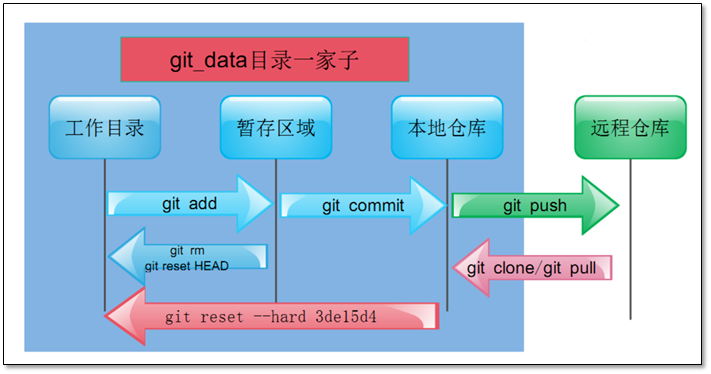 git_data目录一家子
工作目录
暂存区域
本地仓库
远程仓库
git add
git commit
git push
git rm
git reset HEAD
git clone/git pull
git reset --hard 3de15d4